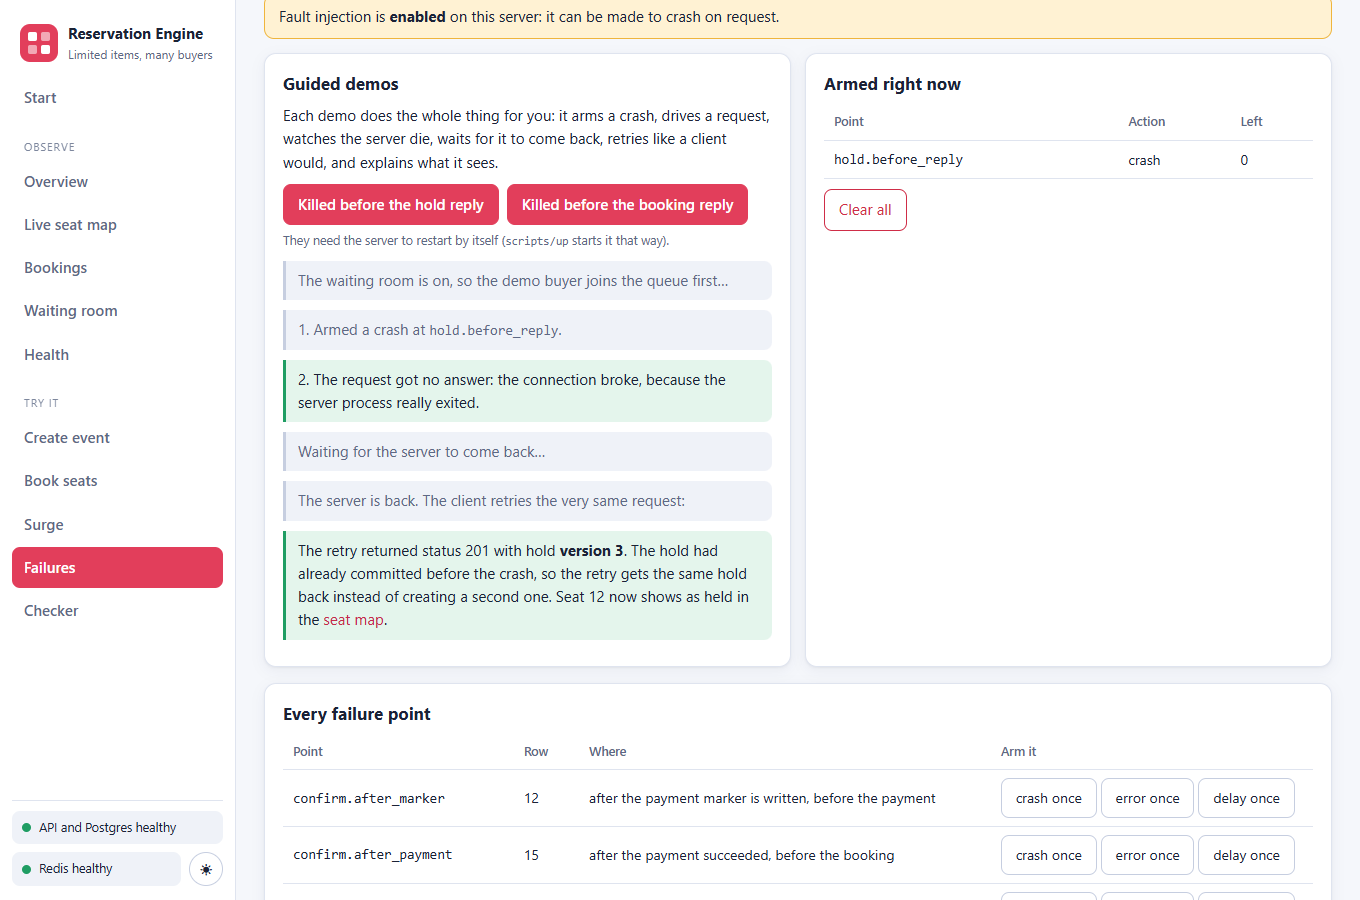 Reservation Engine
Limited items, many buyers
Start
OBSERVE
Overview
Live seat map
Bookings
Waiting room
Health
TRY IT
Create event
Book seats
Surge
Failures
Checker
API and Postgres healthy
Redis healthy
Fault injection is enabled on this server: it can be made to crash on request.
Guided demos
Each demo does the whole thing for you: it arms a crash, drives a request,
watches the server die, waits for it to come back, retries like a client
would, and explains what it sees.
Killed before the hold reply
Killed before the booking reply
They need the server to restart by itself (scripts/up starts it that way).
The waiting room is on, so the demo buyer joins the queue first...
1. Armed a crash at hold.before_reply.
2. The request got no answer: the connection broke, because the
server process really exited.
Waiting for the server to come back...
The server is back. The client retries the very same request:
The retry returned status 201 with hold version 3. The hold had
already committed before the crash, so the retry gets the same hold
back instead of creating a second one. Seat 12 now shows as held in
the seat map.
Armed right now
Point Action Left
hold.before_reply crash 0
Clear all
Every failure point
Point Row Where Arm it
confirm.after_marker 12 after the payment marker is written, before the payment crash once error once delay once
confirm.after_payment 15 after the payment succeeded, before the booking crash once error once delay once